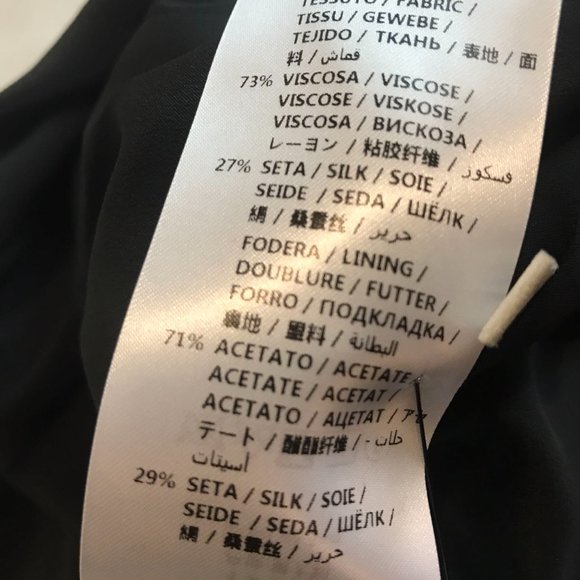 TESSUTO / FABRIC /
TISSU / GEWEBE /
TEJIDO / ТКАНЬ / 表地 / 面
料 / قماش /
73% VISCOSA / VISCOSE /
VISCOSE / VISKOSE /
VISCOSA / ВИСКОЗА /
レーヨン / 粘胶纤维 / فسكوز
27% SETA / SILK / SOIE /
SEIDE / SEDA / ШЁЛК /
絹 / 桑蚕丝 / حرير
FODERA / LINING /
DOUBLURE / FUTTER /
FORRO / ПОДКЛАДКА /
裏地 / 里料 / البطانة
71% ACETATO / ACETATE
ACETATE / ACETAT /
ACETATO / АЦЕТАТ / アセ
テート / 醋酯纤维 /
أسيتات
29% SETA / SILK / SOIE /
SEIDE / SEDA / ШЁЛК /
絹 / 桑蚕丝 / حرير